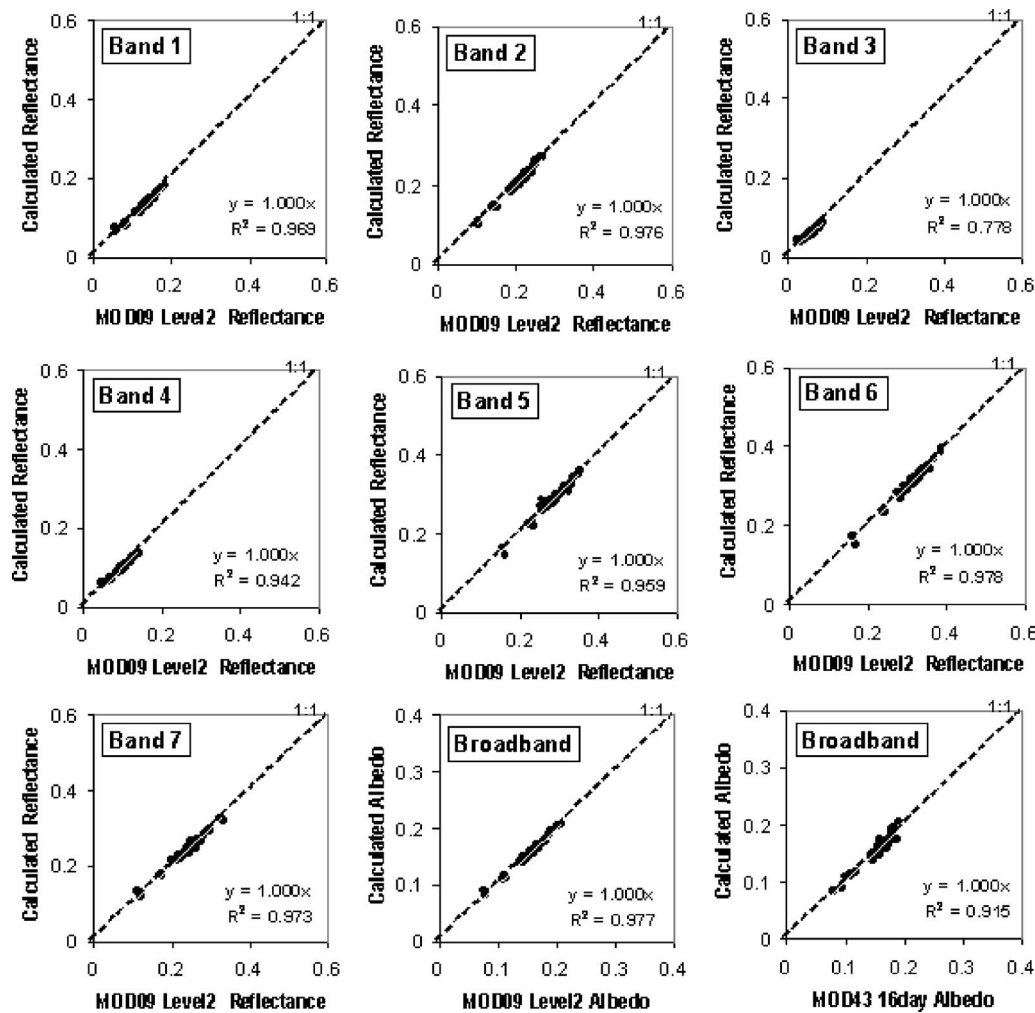 0.6
1:1
Band 1
0.4
0.2
y = 1.000x
R² = 0.969
0
0 0.2 0.4 0.6
Calculated Reflectance
MOD09 Level2 Reflectance
0.6
1:1
Band 2
0.4
0.2
y = 1.000x
R² = 0.976
0
0 0.2 0.4 0.6
Calculated Reflectance
MOD09 Level2 Reflectance
0.6
1:1
Band 3
0.4
0.2
y = 1.000x
R² = 0.778
0
0 0.2 0.4 0.6
Calculated Reflectance
MOD09 Level2 Reflectance
0.6
1:1
Band 4
0.4
0.2
y = 1.000x
R² = 0.942
0
0 0.2 0.4 0.6
Calculated Reflectance
MOD09 Level2 Reflectance
0.6
1:1
Band 5
0.4
0.2
y = 1.000x
R² = 0.959
0
0 0.2 0.4 0.6
Calculated Reflectance
MOD09 Level2 Reflectance
0.6
1:1
Band 6
0.4
0.2
y = 1.000x
R² = 0.978
0
0 0.2 0.4 0.6
Calculated Reflectance
MOD09 Level2 Reflectance
0.6
1:1
Band 7
0.4
0.2
y = 1.000x
R² = 0.973
0
0 0.2 0.4 0.6
Calculated Reflectance
MOD09 Level2 Reflectance
0.4
1:1
Broadband
0.3
0.2
0.1
y = 1.000x
R² = 0.977
0
0 0.1 0.2 0.3 0.4
Calculated Albedo
MOD09 Level2 Albedo
0.4
1:1
Broadband
0.3
0.2
0.1
y = 1.000x
R² = 0.915
0
0 0.1 0.2 0.3 0.4
Calculated Albedo
MOD43 16day Albedo